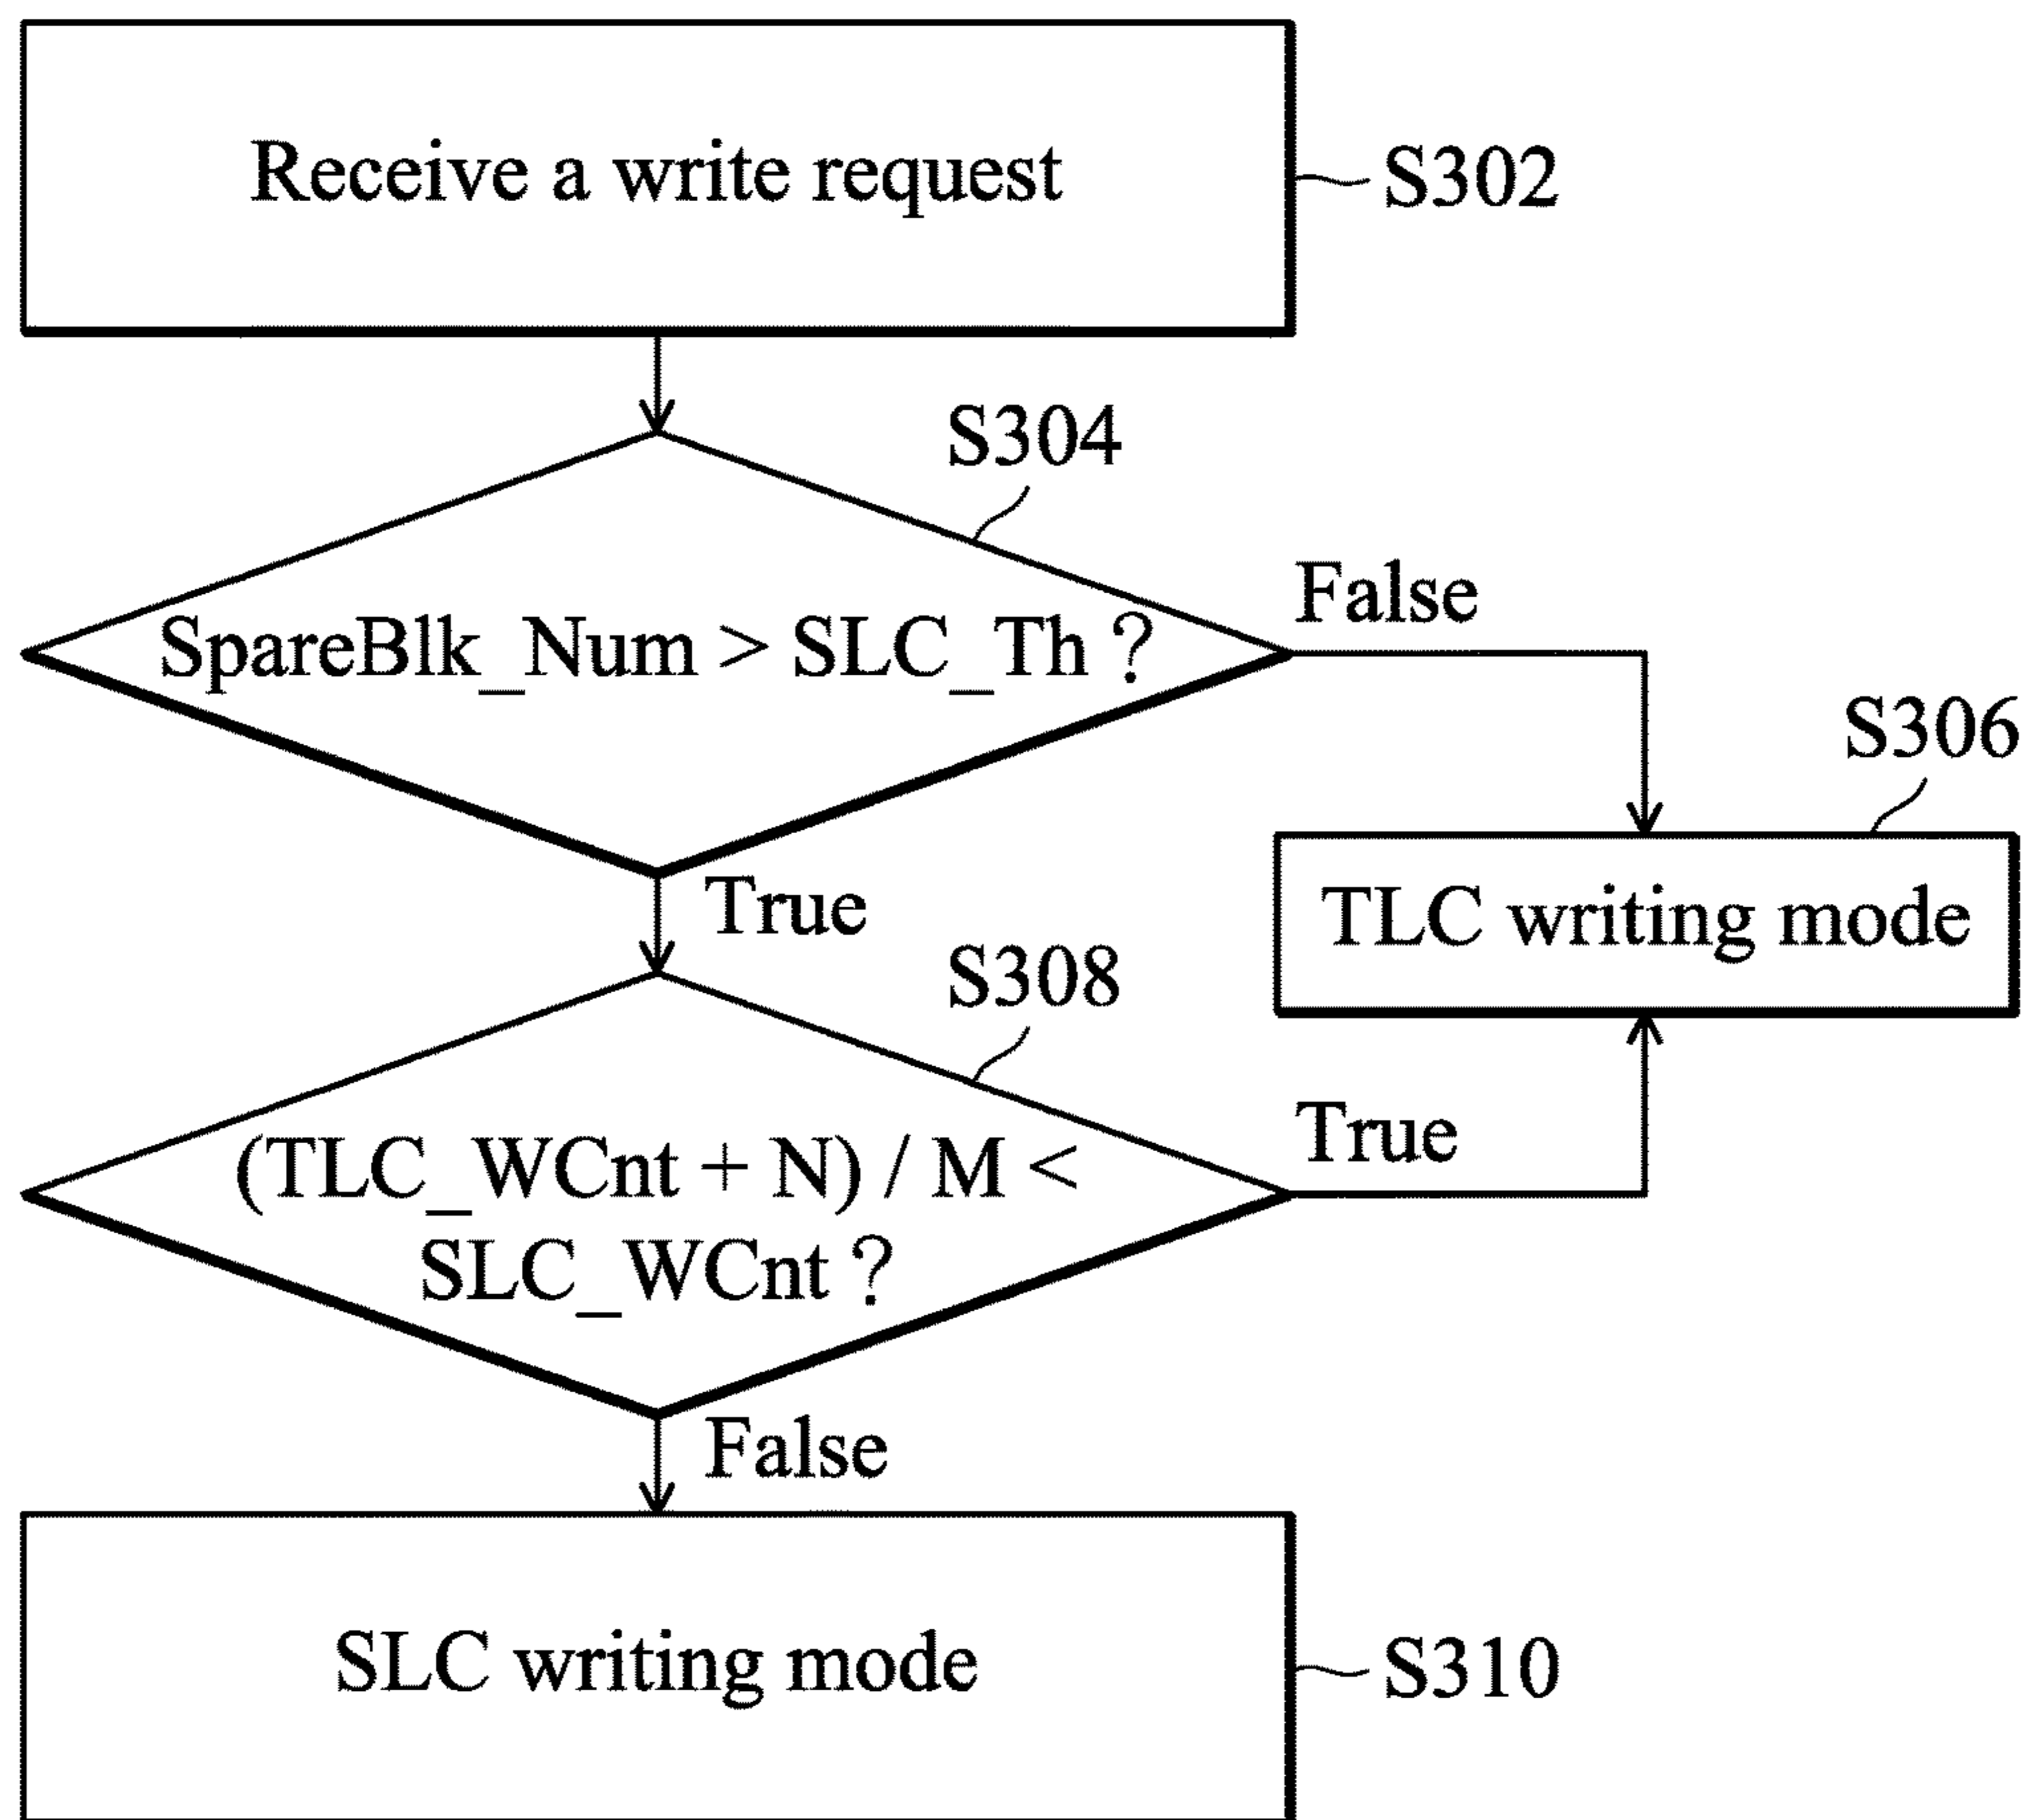 Receive a write request
S302
S304
SpareBlk_Num > SLC_Th ?
False
S306
TLC writing mode
True
S308
(TLC_WCnt + N) / M <
SLC_WCnt ?
True
False
SLC writing mode
S310